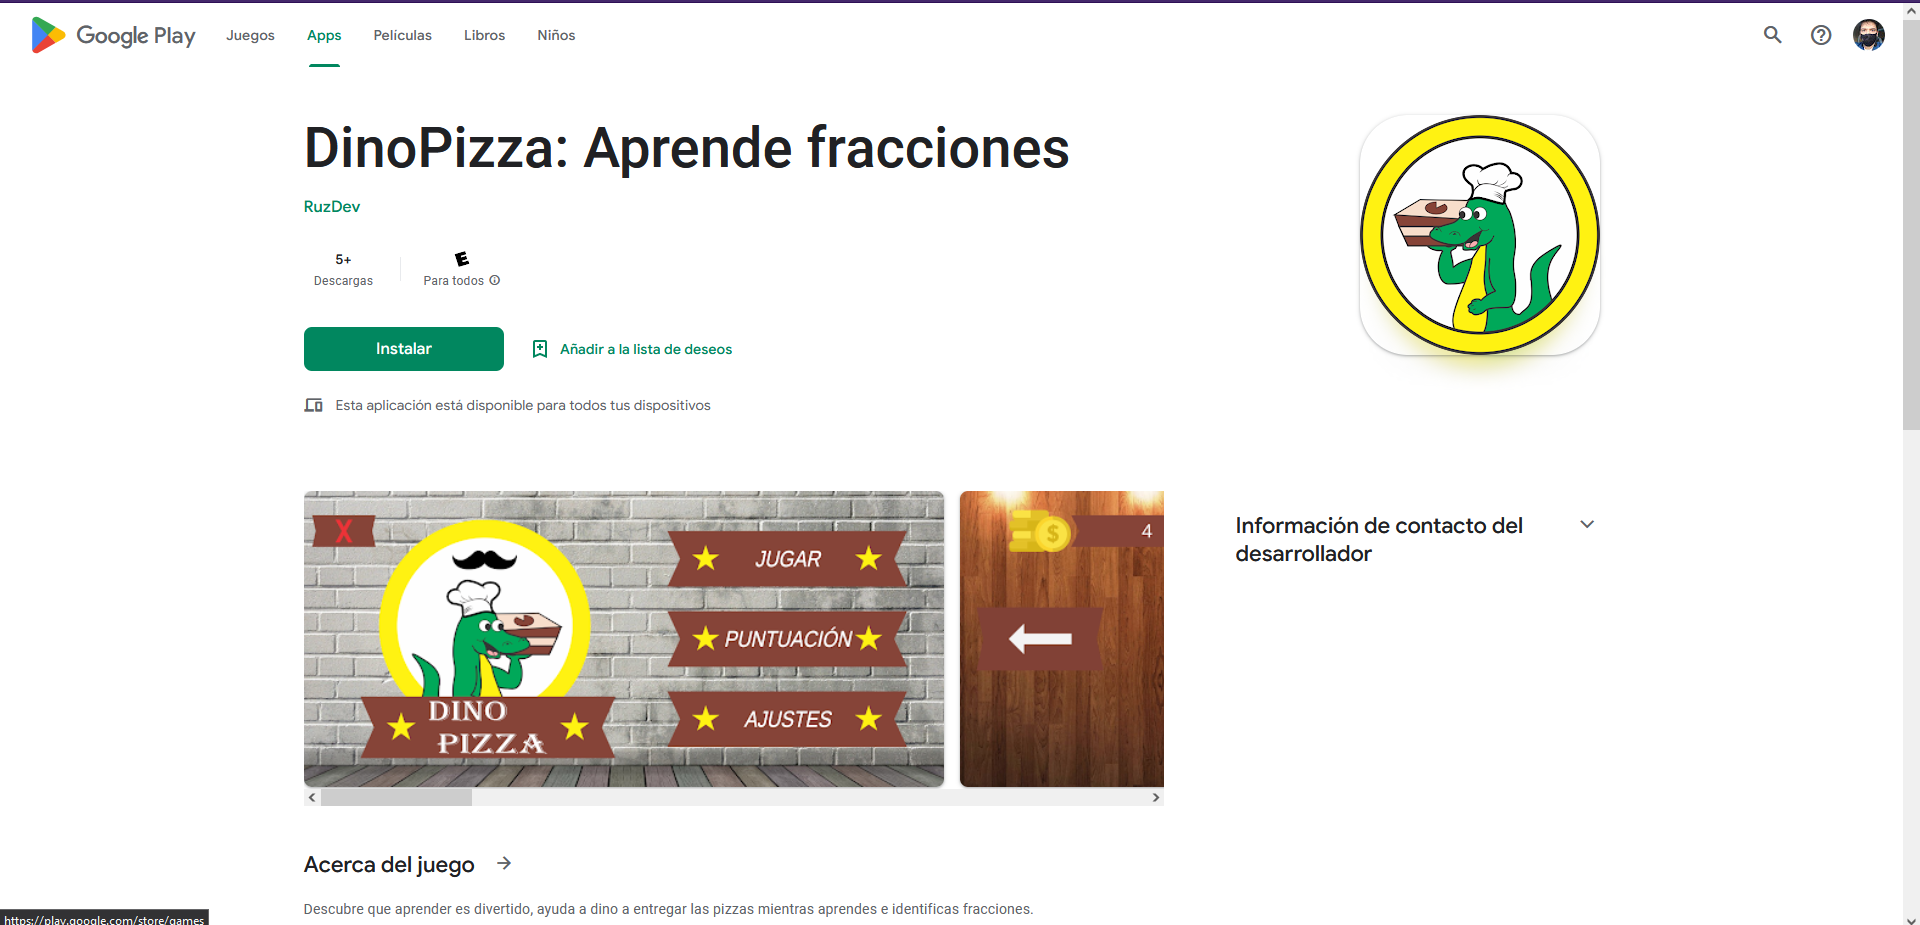 Google Play
Juegos
Apps
Películas
Libros
Niños
DinoPizza: Aprende fracciones
RuzDev
5+
Descargas
E
Para todos
Instalar
Añadir a la lista de deseos
Esta aplicación está disponible para todos tus dispositivos
X
DINO
PIZZA
JUGAR
PUNTUACIÓN
AJUSTES
$
4
Información de contacto del
desarrollador
Acerca del juego
Descubre que aprender es divertido, ayuda a dino a entregar las pizzas mientras aprendes e identificas fracciones.
https://play.google.com/store/games